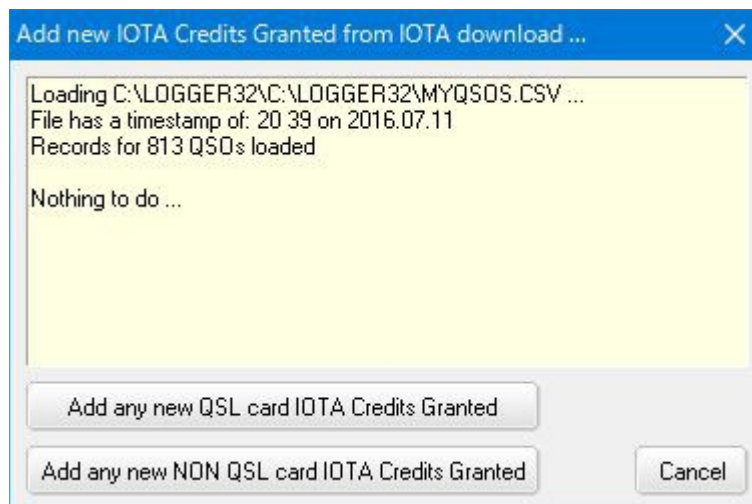 Add new IOTA Credits Granted from IOTA download ...
Loading C:\LOGGER32\C:\LOGGER32\MYQSOS.CSV ...
File has a timestamp of: 20 39 on 2016.07.11
Records for 813 QSOs loaded
Nothing to do ...
Add any new QSL card IOTA Credits Granted
Add any new NON QSL card IOTA Credits Granted
Cancel